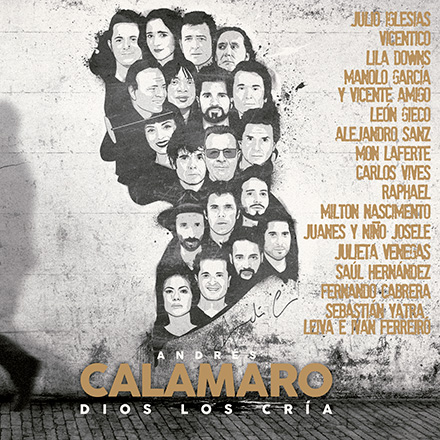 JULIO IGLESIAS
VICENTICO
LILA DOWNS
MANOLO GARCÍA
Y VICENTE AMIGO
LEÓN GIECO
ALEJANDRO SANZ
MON LAFERTE
CARLOS VIVES
RAPHAEL
MILTON NASCIMENTO
JUANES Y NIÑO JOSELE
JULIETA VENEGAS
SAÚL HERNÁNDEZ
FERNANDO CABRERA
SEBASTIÁN YATRA,
LEIVA E IVÁN FERREIRO
ANDRÉS
CALAMARO
DIOS LOS CRÍA